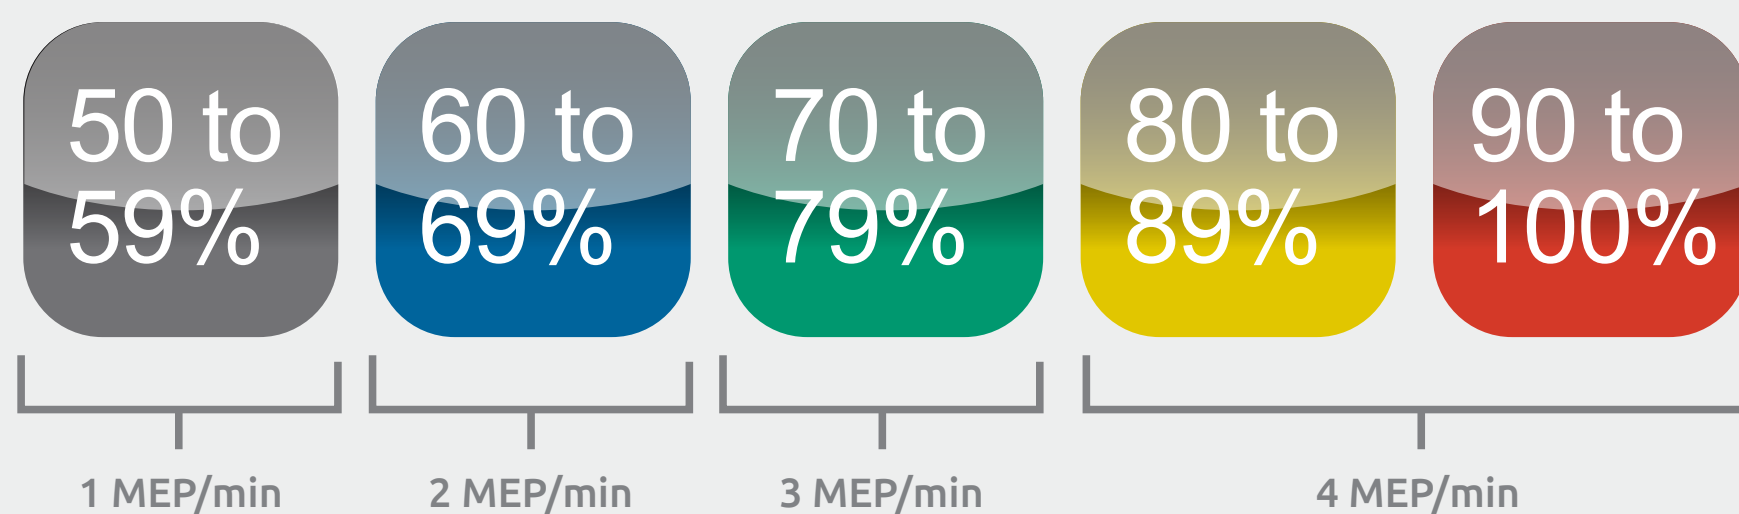 50 to
59%
60 to
69%
70 to
79%
80 to
89%
90 to
100%
1 MEP/min
2 MEP/min
3 MEP/min
4 MEP/min